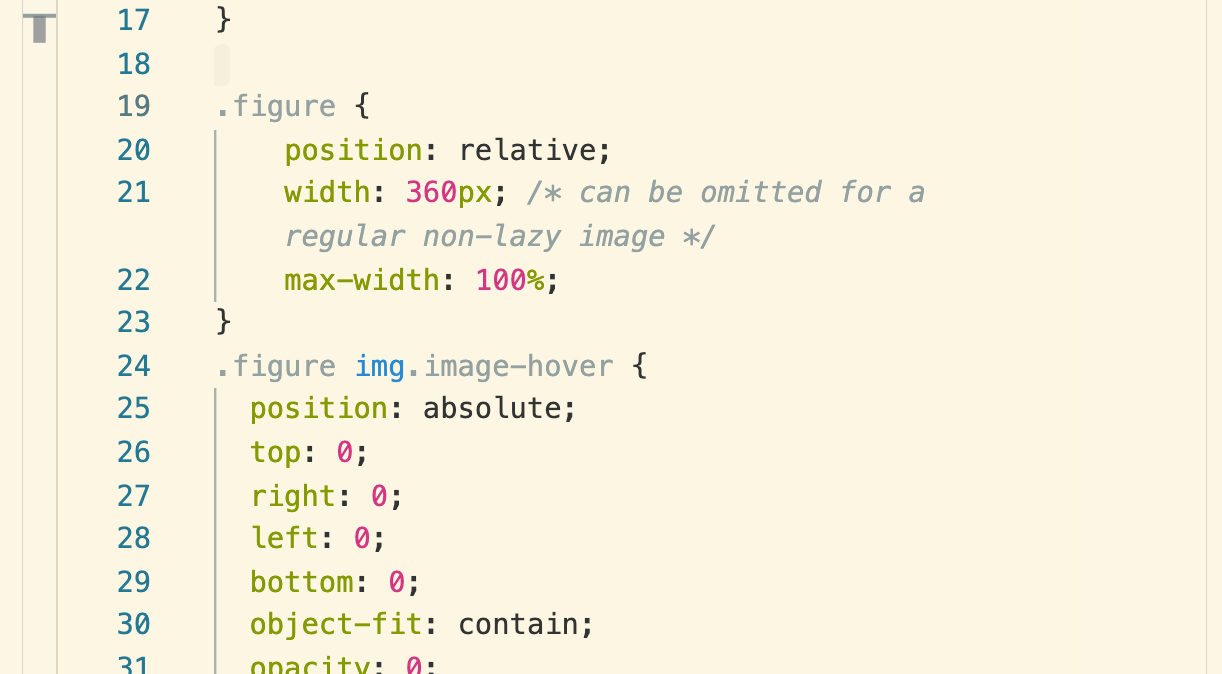 17 }
18
19 .figure {
20 position: relative;
21 width: 360px; /* can be omitted for a
regular non-lazy image */
22 max-width: 100%;
23 }
24 .figure img.image-hover {
25 position: absolute;
26 top: 0;
27 right: 0;
28 left: 0;
29 bottom: 0;
30 object-fit: contain;
31 opacity: 0;